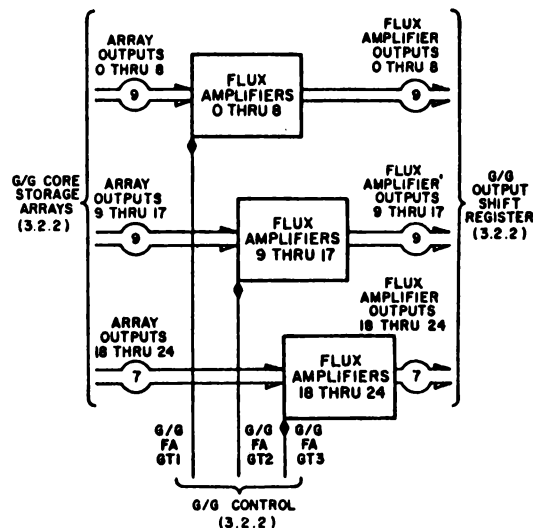 ARRAY
OUTPUTS
0 THRU 8
9
FLUX
AMPLIFIERS
0 THRU 8
FLUX
AMPLIFIER
OUTPUTS
0 THRU 8
9
G/G CORE
STORAGE
ARRAYS
(3.2.2)
ARRAY
OUTPUTS
9 THRU 17
9
FLUX
AMPLIFIERS
9 THRU 17
FLUX
AMPLIFIER'
OUTPUTS
9 THRU 17
9
G/G
OUTPUT
SHIFT
REGISTER
(3.2.2)
ARRAY
OUTPUTS
18 THRU 24
7
FLUX
AMPLIFIERS
18 THRU 24
FLUX
AMPLIFIER
OUTPUTS
18 THRU 24
7
G/G
FA
GT1
G/G
FA
GT2
G/G
FA
GT3
G/G CONTROL
(3.2.2)